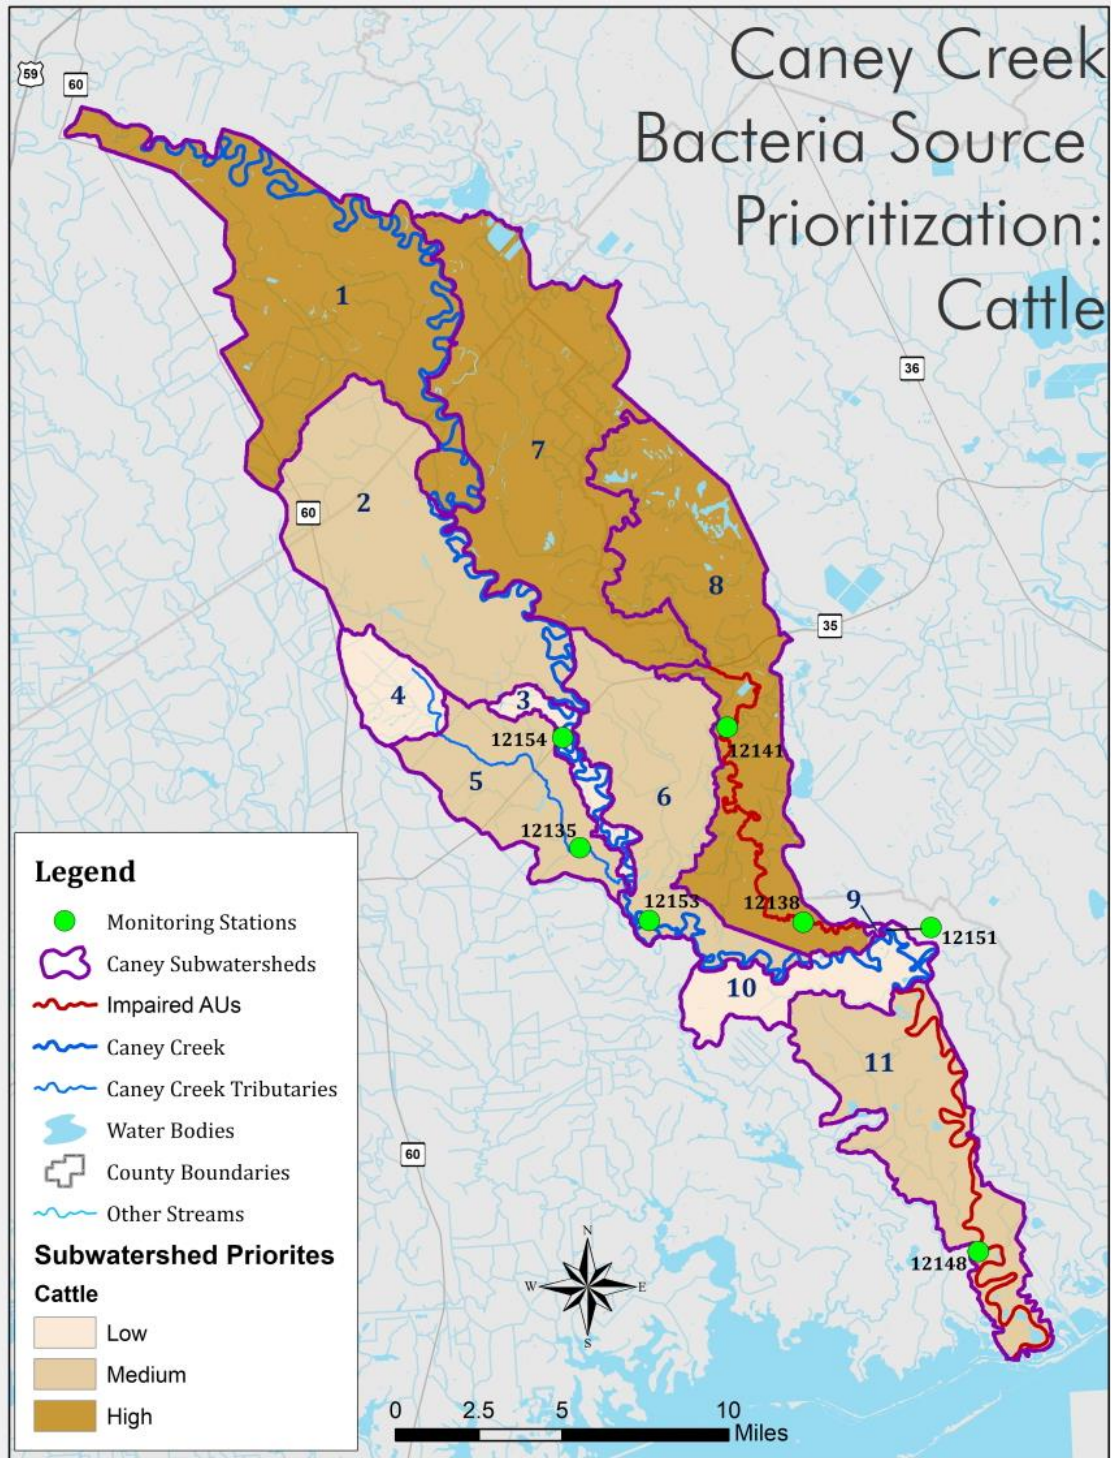 Caney Creek
Bacteria Source
Prioritization:
Cattle
59
60
36
1
7
2
60
8
35
4
3
12154
12141
5
6
12135
12153
12138
9
12151
10
11
60
12148
Legend
Monitoring Stations
Caney Subwatersheds
Impaired AUs
Caney Creek
Caney Creek Tributaries
Water Bodies
County Boundaries
Other Streams
Subwatershed Priorites
Cattle
Low
Medium
High
N
W E
S
0 2.5 5 10
Miles